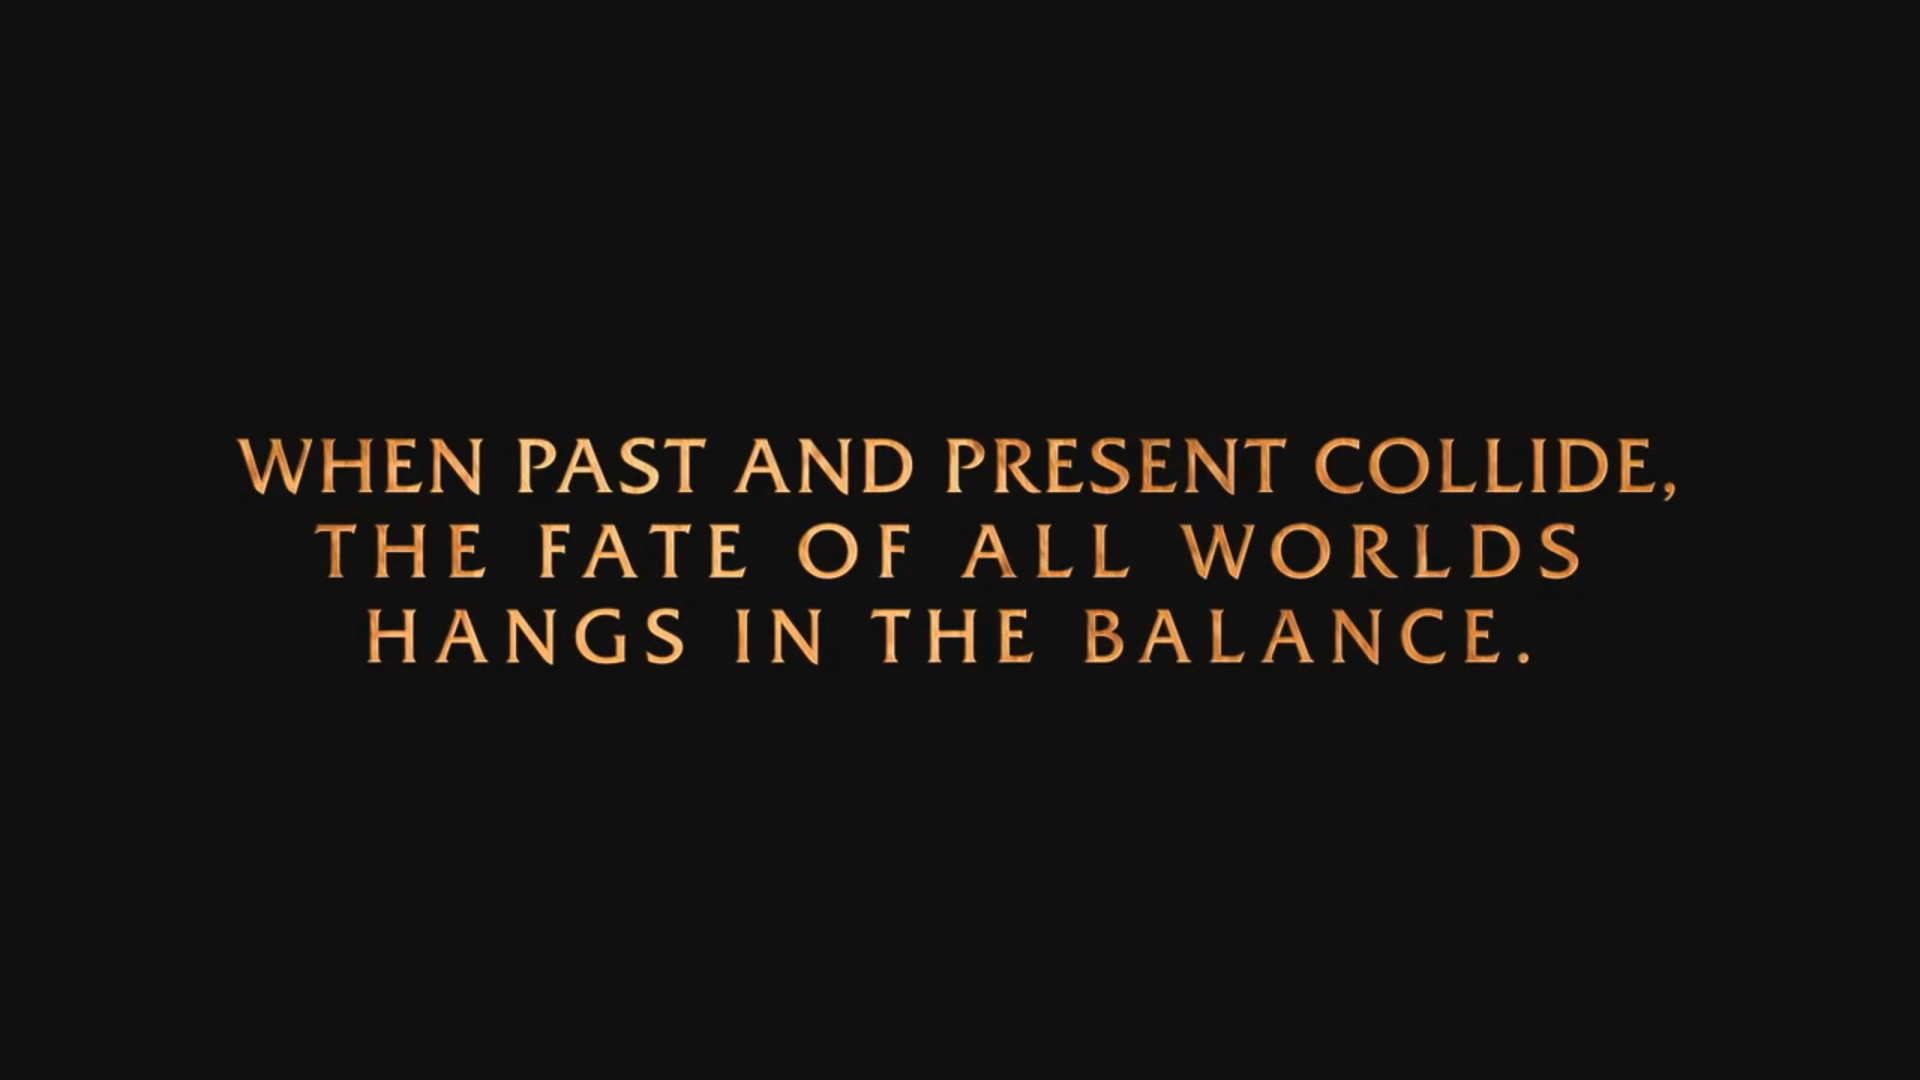 WHEN PAST AND PRESENT COLLIDE,
THE FATE OF ALL WORLDS
HANGS IN THE BALANCE.